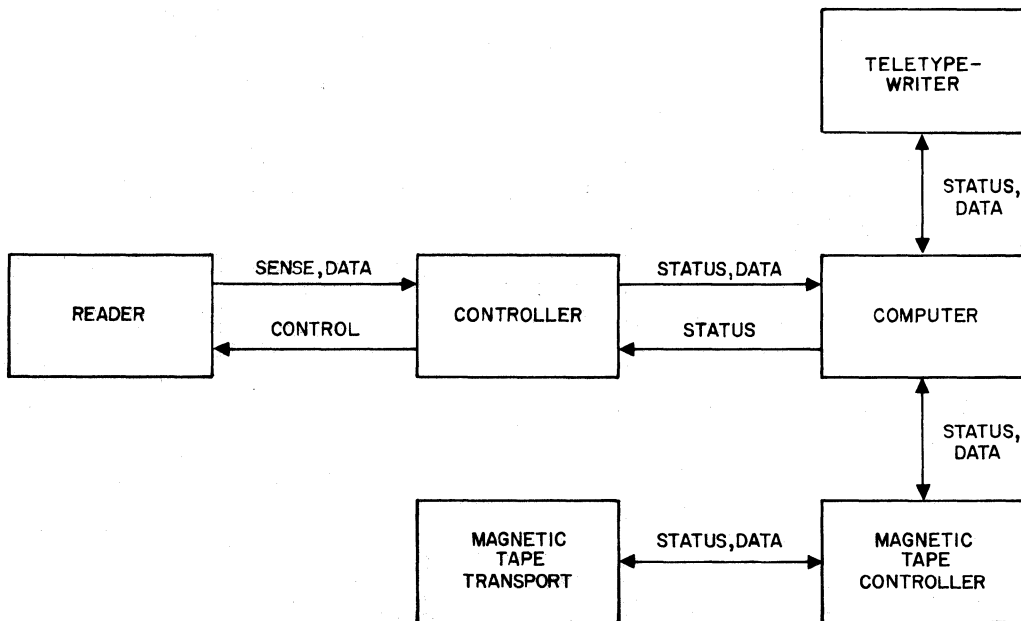 TELETYPE-
WRITER
STATUS,
DATA
READER
SENSE, DATA
CONTROL
CONTROLLER
STATUS, DATA
STATUS
COMPUTER
STATUS,
DATA
MAGNETIC
TAPE
TRANSPORT
STATUS, DATA
MAGNETIC
TAPE
CONTROLLER